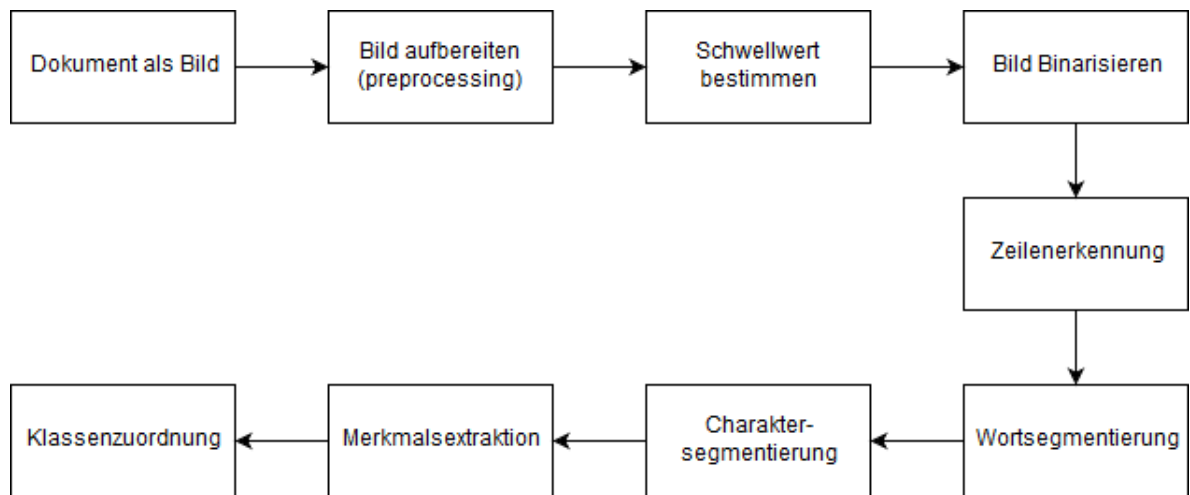 Dokument als Bild
Bild aufbereiten
(preprocessing)
Schwellwert
bestimmen
Bild Binarisieren
Zeilenerkennung
Wortsegmentierung
Charakter-
segmentierung
Merkmalsextraktion
Klassenzuordnung